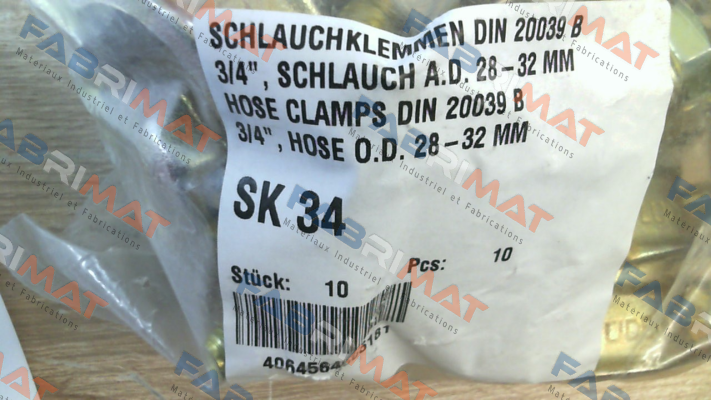 SCHLAUCHKLEMMEN DIN 20039 B
3/4", SCHLAUCH A.D. 28-32 MM
HOSE CLAMPS DIN 20039 B
3/4", HOSE O.D. 28-32 MM
SK 34
Stück: 10 Pcs: 10
FABRIMAT
Matériaux Industriel et Fabrications